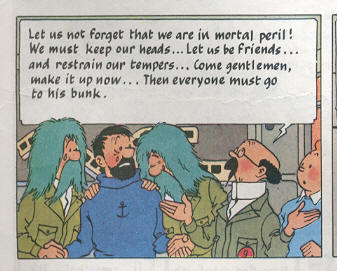 Let us not forget that we are in mortal peril!
We must keep our heads... Let us be friends...
and restrain our tempers... Come gentlemen,
make it up now... Then everyone must go
to his bunk.